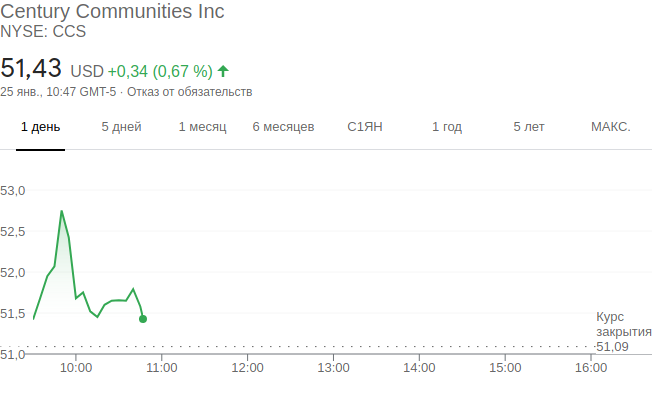 Century Communities Inc
NYSE: CCS
51,43 USD +0,34 (0,67 %)
25 янв., 10:47 GMT-5 · Отказ от обязательств
1 день 5 дней 1 месяц 6 месяцев С1ЯН 1 год 5 лет МАКС.
53,0
52,5
52,0
51,5
51,0
Курс
закрытия
51,09
10:00 11:00 12:00 13:00 14:00 15:00 16:00